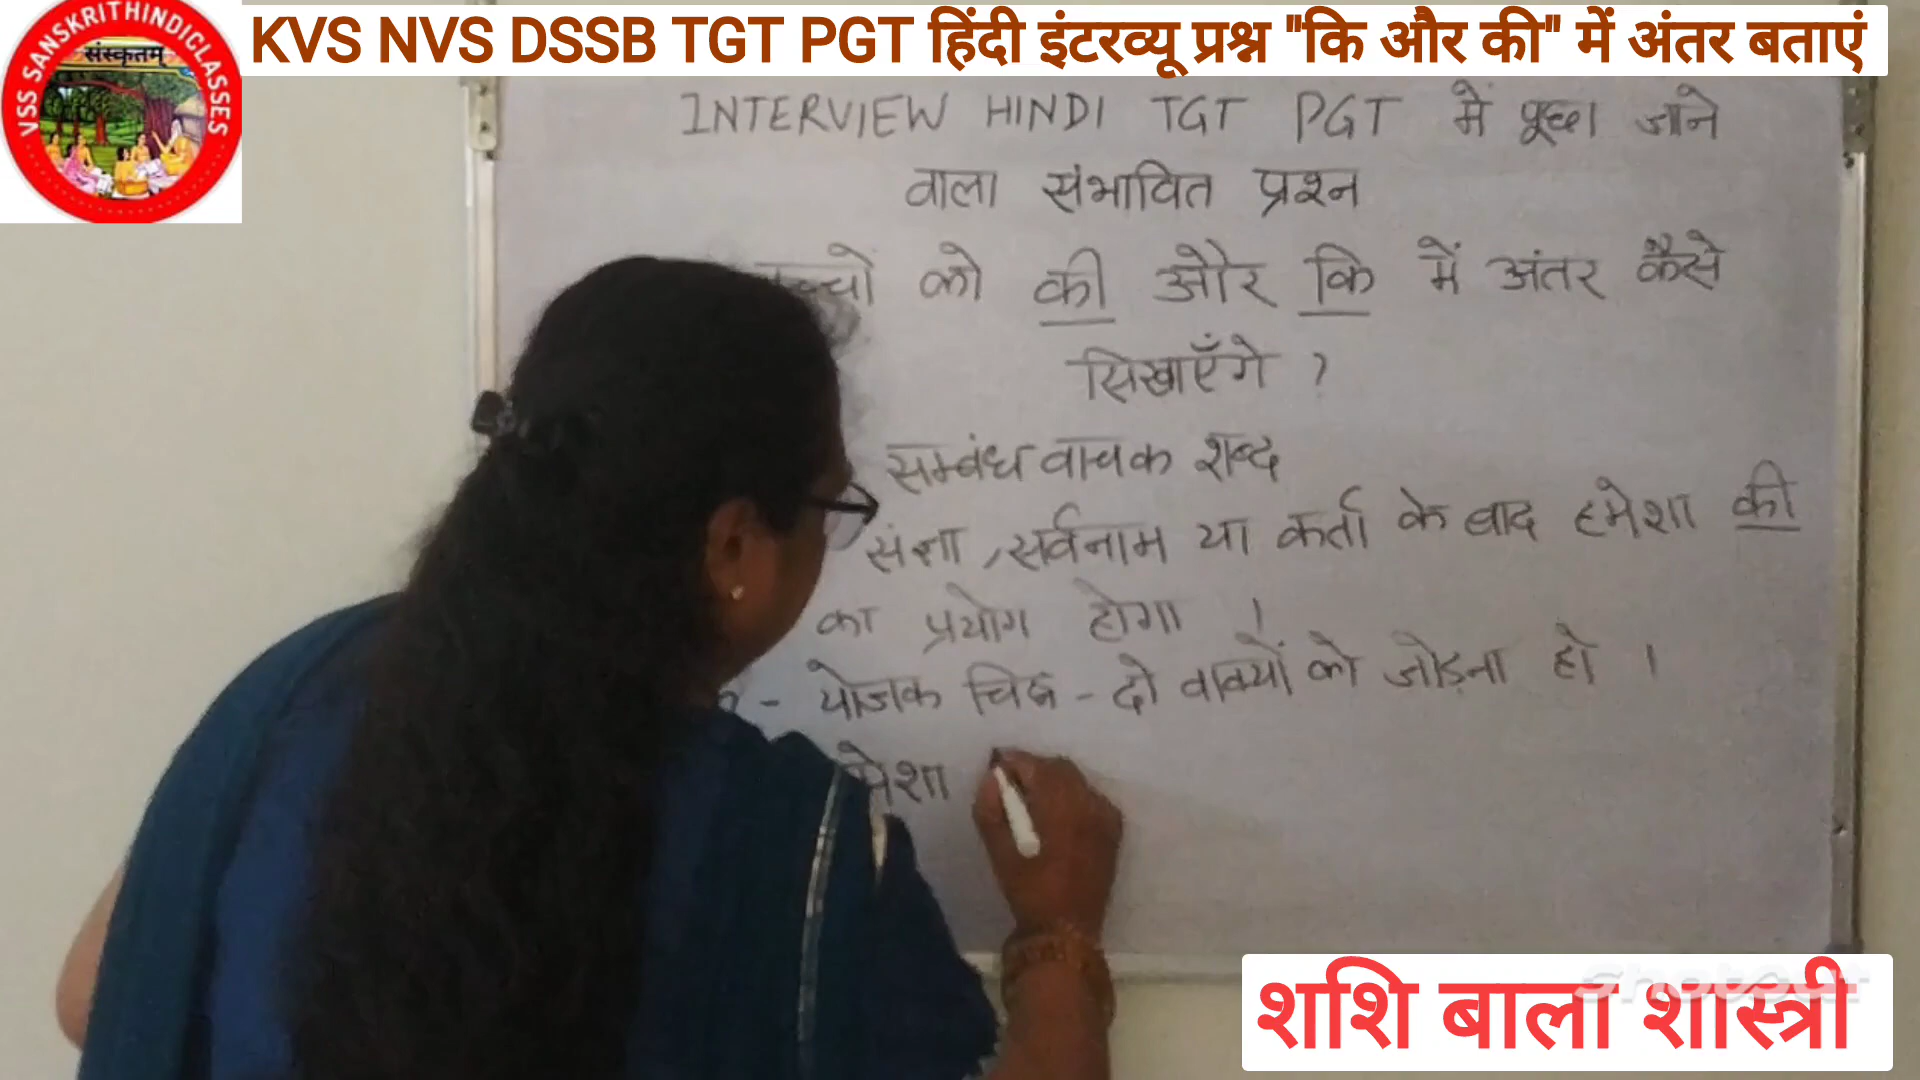 VSS SANSKRITHINDICLASSES
संस्कृतम्
KVS NVS DSSB TGT PGT हिंदी इंटरव्यू प्रश्न "कि और की" में अंतर बताएं
INTERVIEW HINDI TGT PGT में पूछा जाने
वाला संभावित प्रश्न
को की और कि में अंतर कैसे
सिखाएँगे ?
सम्बंध वाचक शब्द
संज्ञा, सर्वनाम या कर्ता के बाद हमेशा की
का प्रयोग होगा ।
- योजक चिह्न - दो वाक्यों को जोड़ना हो ।
शशि बाला शास्त्री